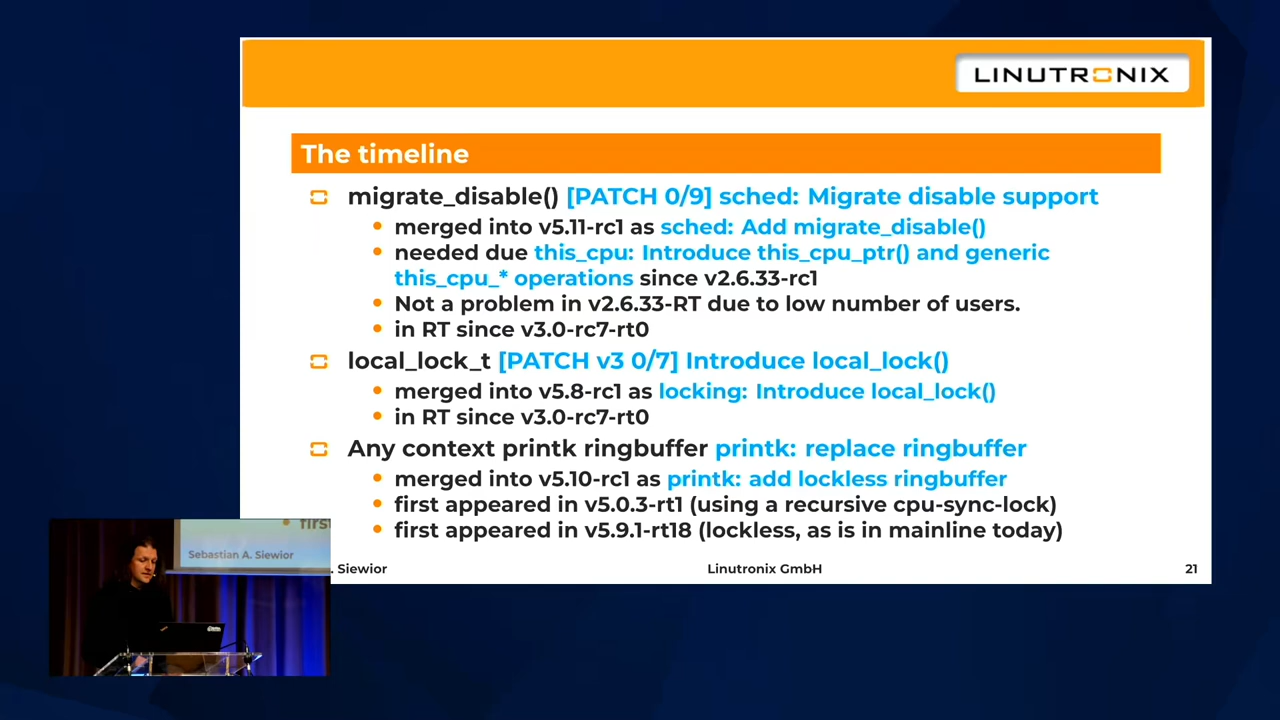 LINUTRONIX
The timeline
migrate_disable() [PATCH 0/9] sched: Migrate disable support
merged into v5.11-rc1 as sched: Add migrate_disable()
needed due this_cpu: Introduce this_cpu_ptr() and generic
this_cpu_* operations since v2.6.33-rc1
Not a problem in v2.6.33-RT due to low number of users.
in RT since v3.0-rc7-rt0
local_lock_t [PATCH v3 0/7] Introduce local_lock()
merged into v5.8-rc1 as locking: Introduce local_lock()
in RT since v3.0-rc7-rt0
Any context printk ringbuffer printk: replace ringbuffer
merged into v5.10-rc1 as printk: add lockless ringbuffer
first appeared in v5.0.3-rt1 (using a recursive cpu-sync-lock)
first appeared in v5.9.1-rt18 (lockless, as is in mainline today)
. Siewior
Linutronix GmbH
21
firs
Sebastian A. Siewior